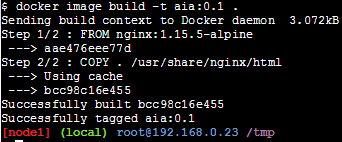 $ docker image build -t aia:0.1 .
Sending build context to Docker daemon  3.072kB
Step 1/2 : FROM nginx:1.15.5-alpine
 ---> aae476eee77d
Step 2/2 : COPY . /usr/share/nginx/html
 ---> Using cache
 ---> bcc98c16e455
Successfully built bcc98c16e455
Successfully tagged aia:0.1
[node1] (local) root@192.168.0.23 /tmp